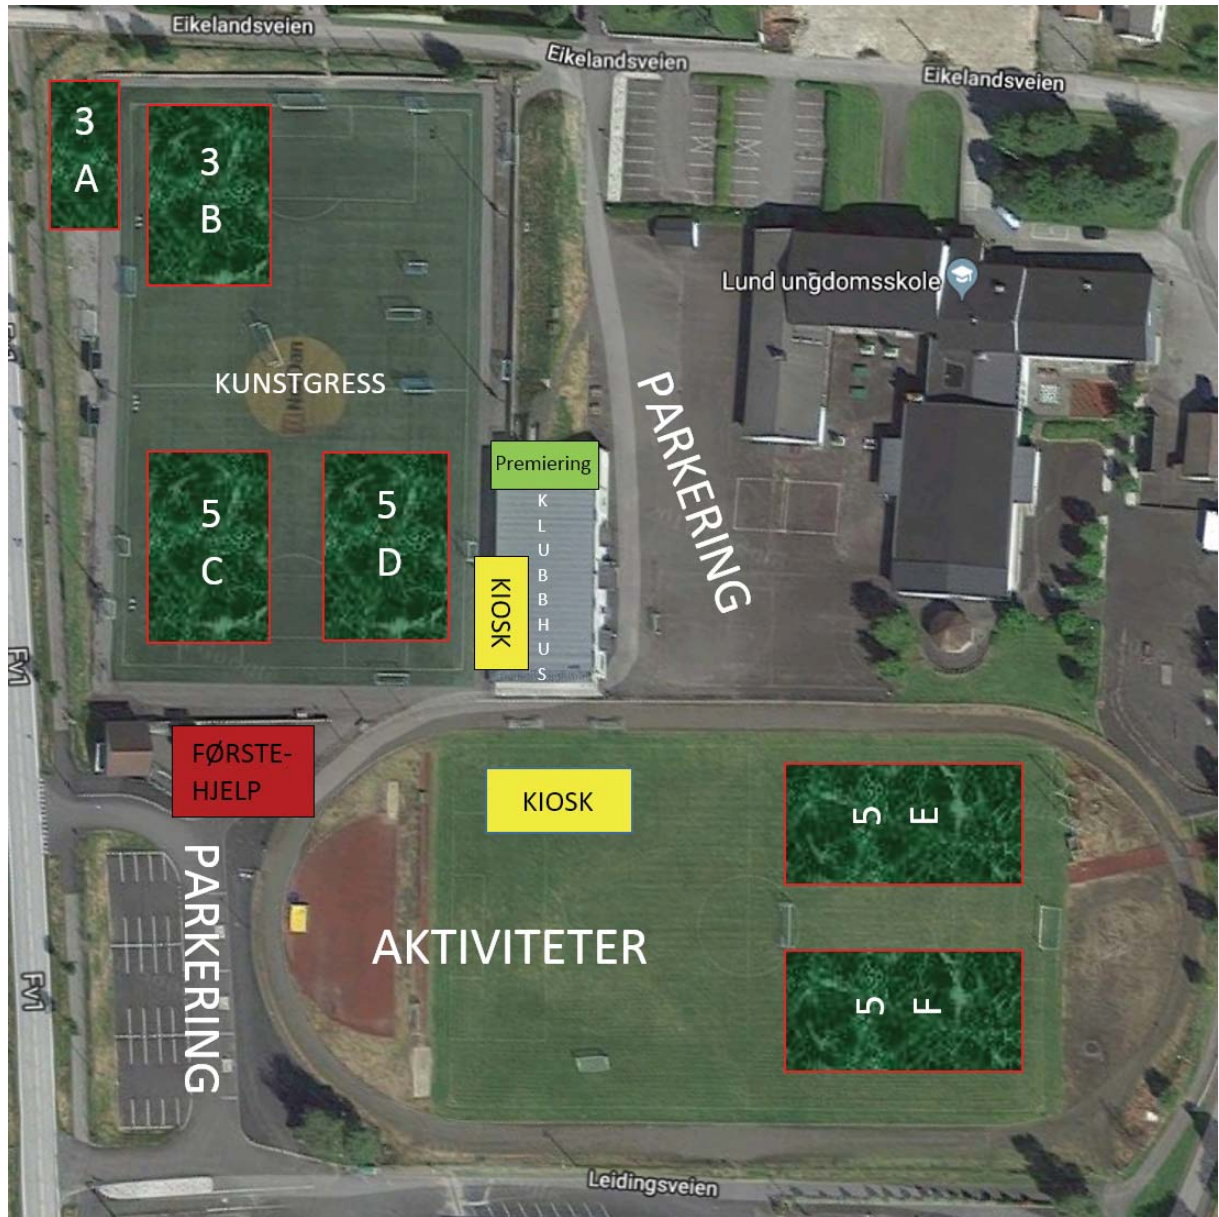 Eikelandsveien
Eikelandsveien
Eikelandsveien
3
A
3
B
Lund ungdomsskole
KUNSTGRESS
PARKERING
Premiering
KLUBBHUS
5
C
5
D
KIOSK
FV1
FØRSTE-
HJELP
KIOSK
5 E
PARKERING
AKTIVITETER
5 F
FV1
Leidingsveien